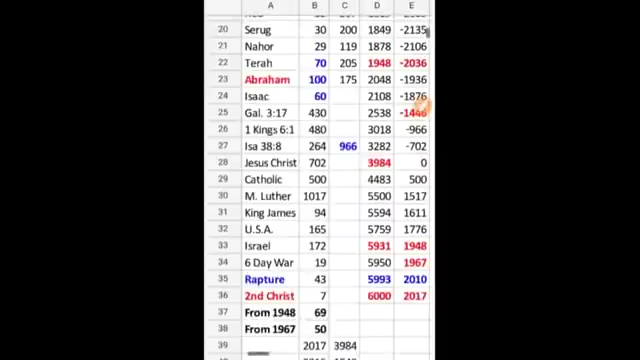 A B C D E
20 Serug 30 200 1849 -2135
21 Nahor 29 119 1878 -2106
22 Terah 70 205 1948 -2036
23 Abraham 100 175 2048 -1936
24 Isaac 60 2108 -1876
25 Gal. 3:17 430 2538 -1446
26 1 Kings 6:1 480 3018 -966
27 Isa 38:8 264 966 3282 -702
28 Jesus Christ 702 3984 0
29 Catholic 500 4483 500
30 M. Luther 1017 5500 1517
31 King James 94 5594 1611
32 U.S.A. 165 5759 1776
33 Israel 172 5931 1948
34 6 Day War 19 5950 1967
35 Rapture 43 5993 2010
36 2nd Christ 7 6000 2017
37 From 1948 69
38 From 1967 50
39 2017 3984